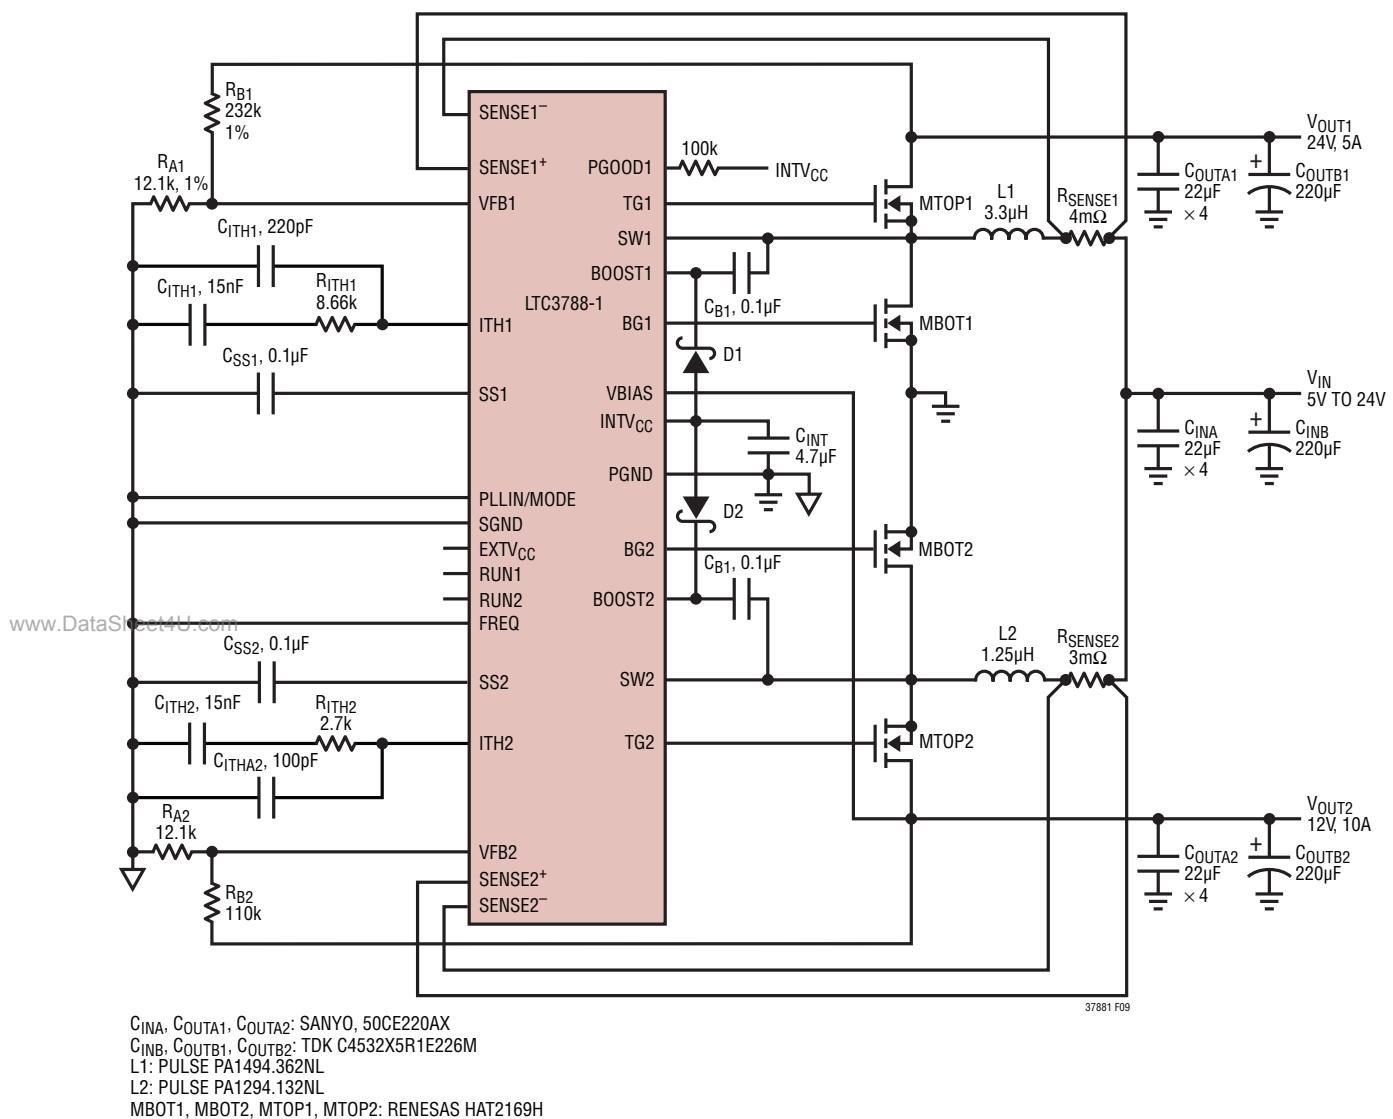 RB1
232k
1%
RA1
12.1k, 1%
CITH1, 220pF
CITH1, 15nF
RITH1
8.66k
CSS1, 0.1µF
www.DataSheet4U.com
CSS2, 0.1µF
CITH2, 15nF
RITH2
2.7k
CITHA2, 100pF
RA2
12.1k
RB2
110k
SENSE1–
SENSE1+
VFB1
ITH1
SS1
PLLIN/MODE
SGND
EXTVCC
RUN1
RUN2
FREQ
SS2
ITH2
VFB2
SENSE2+
SENSE2–
LTC3788-1
PGOOD1
TG1
SW1
BOOST1
BG1
VBIAS
INTVCC
PGND
BG2
BOOST2
SW2
TG2
100k
INTVCC
CB1, 0.1µF
D1
CINT
4.7µF
D2
CB1, 0.1µF
MTOP1
MBOT1
MBOT2
MTOP2
L1
3.3µH
RSENSE1
4mΩ
L2
1.25µH
RSENSE2
3mΩ
VOUT1
24V, 5A
COUTA1
22µF
× 4
+
COUTB1
220µF
VIN
5V TO 24V
CINA
22µF
× 4
+
CINB
220µF
VOUT2
12V, 10A
COUTA2
22µF
× 4
+
COUTB2
220µF
37881 F09
CINA, COUTA1, COUTA2: SANYO, 50CE220AX
CINB, COUTB1, COUTB2: TDK C4532X5R1E226M
L1: PULSE PA1494.362NL
L2: PULSE PA1294.132NL
MBOT1, MBOT2, MTOP1, MTOP2: RENESAS HAT2169H